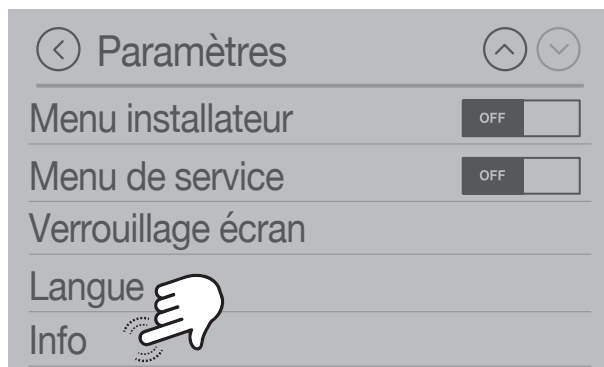 Paramètres
Menu installateur OFF
Menu de service OFF
Verrouillage écran
Langue
Info